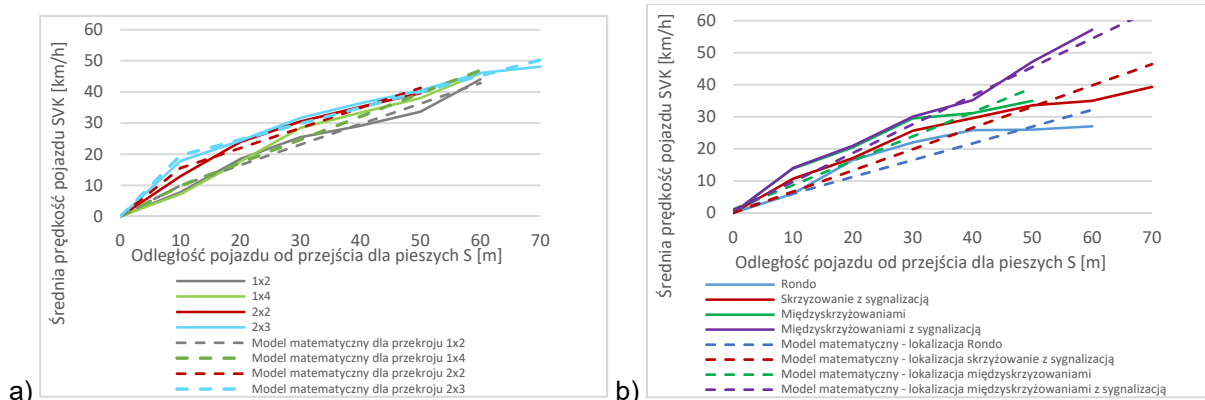 Średnia prędkość pojazdu SVK [km/h]
60
50
40
30
20
10
0
0 10 20 30 40 50 60 70
Odległość pojazdu od przejścia dla pieszych S [m]
1x2
1x4
2x2
2x3
Model matematyczny dla przekroju 1x2
Model matematyczny dla przekroju 1x4
Model matematyczny dla przekroju 2x2
Model matematyczny dla przekroju 2x3
a)
Średnia prędkość pojazdu SVK [km/h]
60
50
40
30
20
10
0
0 10 20 30 40 50 60 70
Odległość pojazdu od przejścia dla pieszych S [m]
Rondo
Skrzyzowanie z sygnalizacją
Międzyskrzyżowaniami
Międzyskrzyżowaniami z sygnalizacją
Model matematyczny - lokalizacja Rondo
Model matematyczny - lokalizacja skrzyżowanie z sygnalizacją
Model matematyczny - lokalizacja międzyskrzyzowaniami
Model matematyczny - lokalizacja międzyskrzyzowaniami z sygnalizacją
b)